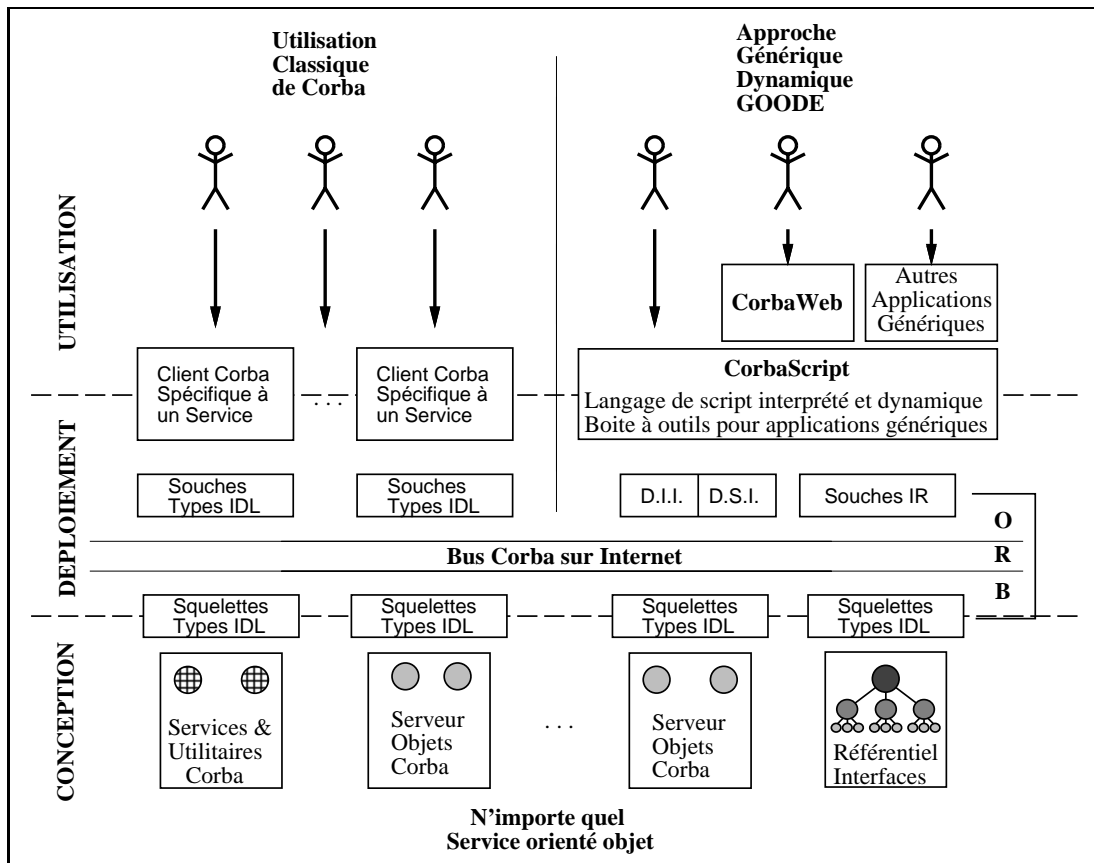 Utilisation
Classique
de Corba
Approche
Générique
Dynamique
GOODE
UTILISATION
CorbaWeb
Autres
Applications
Génériques
Client Corba
Spécifique à
un Service
. . .
Client Corba
Spécifique à
un Service
CorbaScript
Langage de script interprété et dynamique
Boite à outils pour applications génériques
DEPLOIEMENT
Souches
Types IDL
Souches
Types IDL
D.I.I.
D.S.I.
Souches IR
O
Bus Corba sur Internet
R
B
Squelettes
Types IDL
Squelettes
Types IDL
Squelettes
Types IDL
Squelettes
Types IDL
CONCEPTION
Services &
Utilitaires
Corba
Serveur
Objets
Corba
. . .
Serveur
Objets
Corba
Référentiel
Interfaces
N'importe quel
Service orienté objet